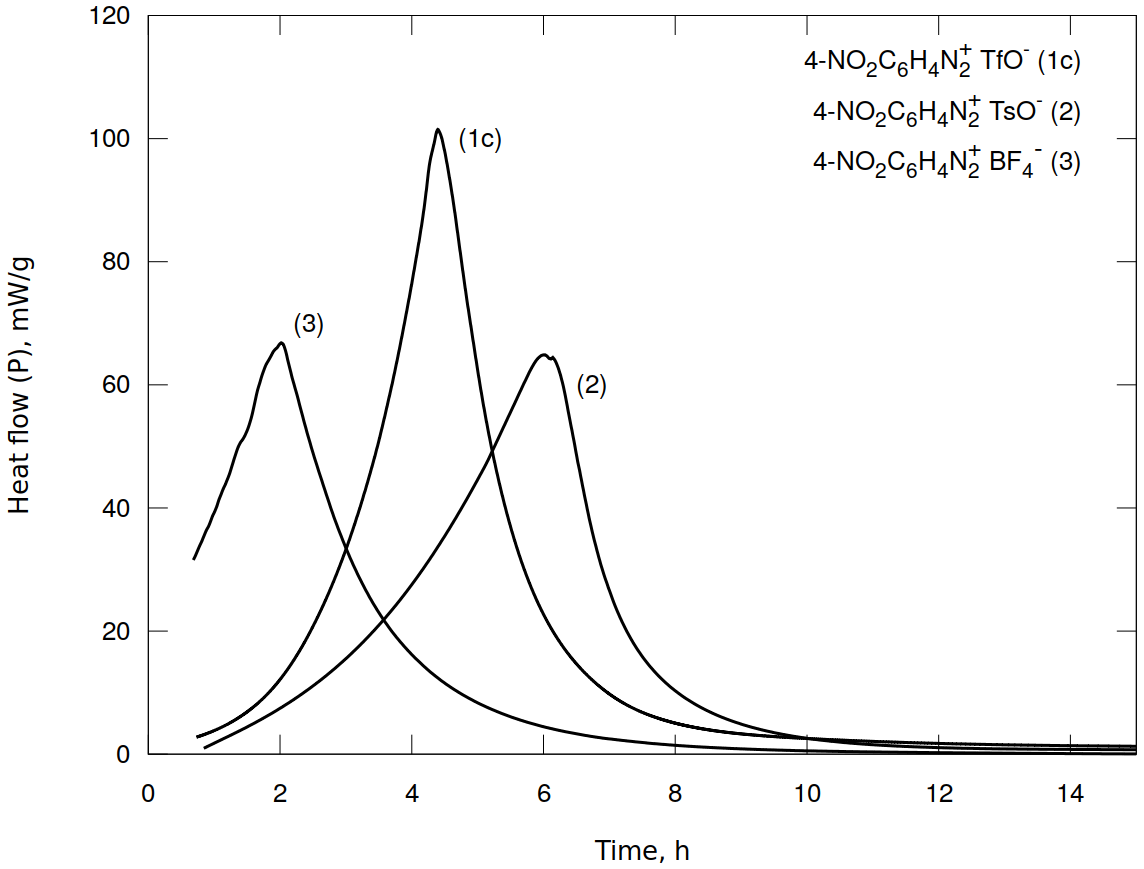 120
100
80
60
40
20
0
Heat flow (P), mW/g
4-NO₂C₆H₄N₂⁺ TfO⁻ (1c)
4-NO₂C₆H₄N₂⁺ TsO⁻ (2)
4-NO₂C₆H₄N₂⁺ BF₄⁻ (3)
(1c)
(3)
(2)
0 2 4 6 8 10 12 14
Time, h